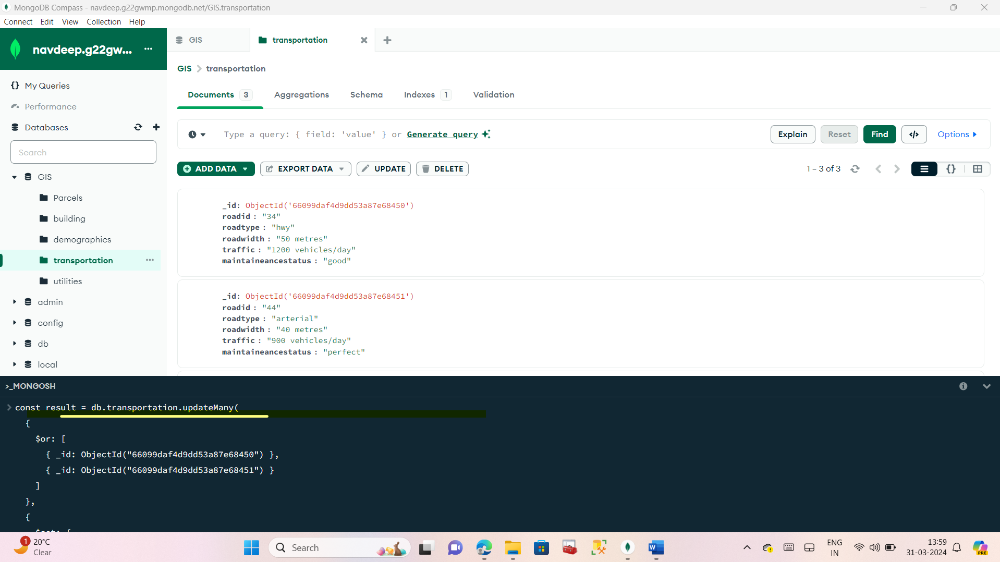 MongoDB Compass - navdeep.g22gwmp.mongodb.net/GIS.transportation
Connect Edit View Collection Help
navdeep.g22gw... ...
GIS
transportation
My Queries
Performance
Databases
Search
GIS
Parcels
building
demographics
transportation
utilities
admin
config
db
local
GIS > transportation
Documents 3 Aggregations Schema Indexes 1 Validation
Type a query: { field: 'value' } or Generate query
Explain Reset Find </> Options
ADD DATA EXPORT DATA UPDATE DELETE
1 – 3 of 3 {}
_id: ObjectId('66099daf4d9dd53a87e68450')
roadid : "34"
roadtype : "hwy"
roadwidth : "50 metres"
traffic : "1200 vehicles/day"
maintaineancestatus : "good"
_id: ObjectId('66099daf4d9dd53a87e68451')
roadid : "44"
roadtype : "arterial"
roadwidth : "40 metres"
traffic : "900 vehicles/day"
maintaineancestatus : "perfect"
>_MONGOSH
> const result = db.transportation.updateMany(
{
$or: [
{ _id: ObjectId("66099daf4d9dd53a87e68450") },
{ _id: ObjectId("66099daf4d9dd53a87e68451") }
]
},
{
1
20°C
Clear
Search
ENG
IN
13:59
31-03-2024
PRE